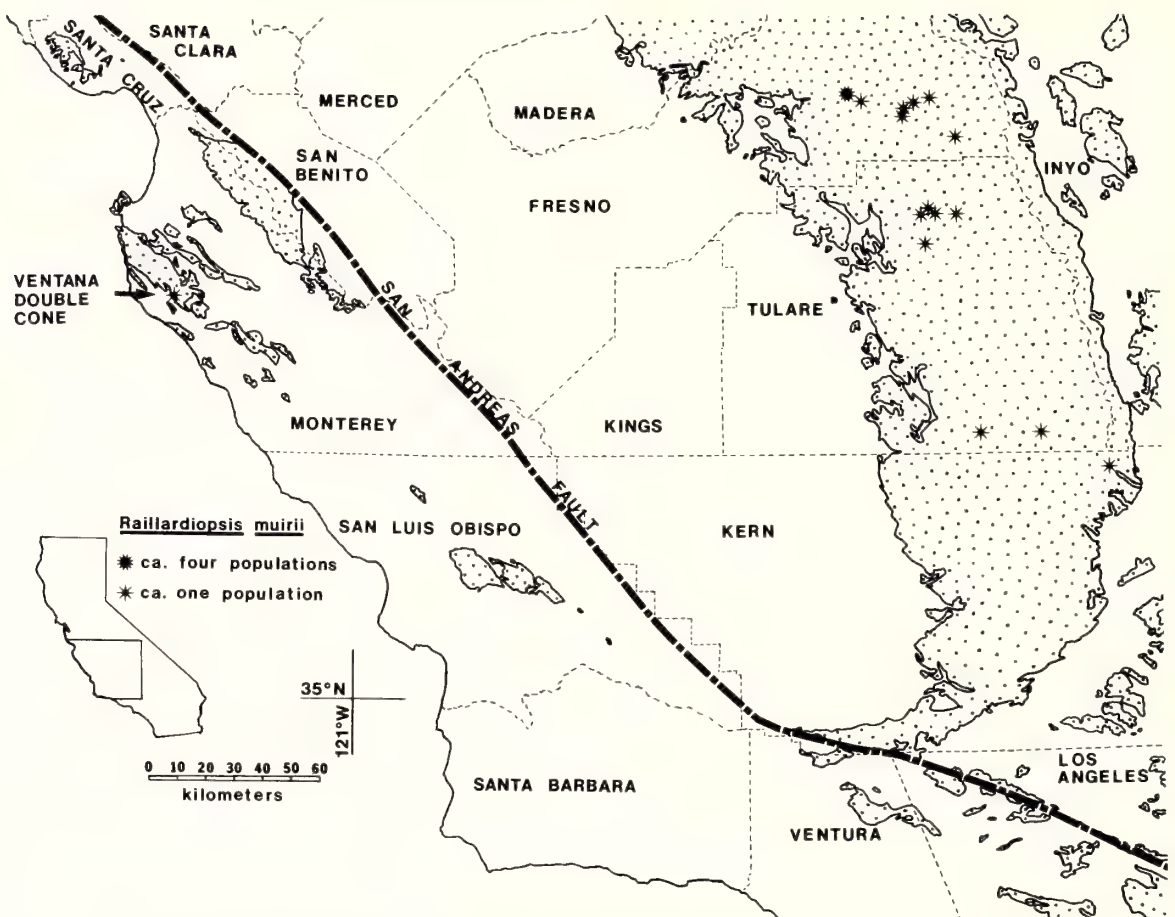 SANTA CRUZ
SANTA
CLARA
MERCED
MADERA
SAN
BENITO
FRESNO
INYO
VENTANA
DOUBLE
CONE
TULARE
SAN ANDREAS FAULT
MONTEREY
KINGS
SAN LUIS OBISPO
KERN
Raillardiopsis muirii
ca. four populations
ca. one population
35°N
121°W
0 10 20 30 40 50 60
kilometers
SANTA BARBARA
VENTURA
LOS
ANGELES